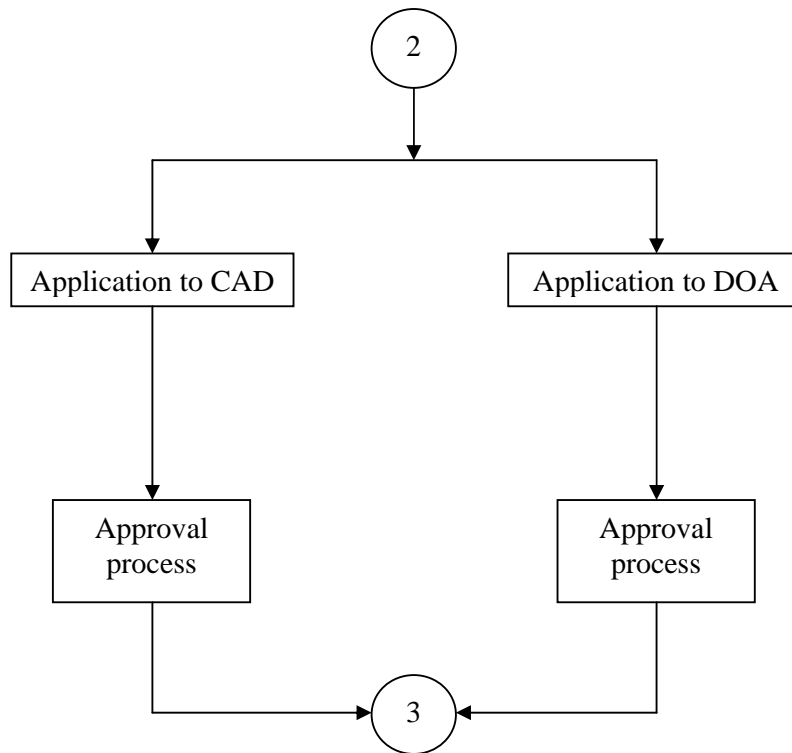 2
Application to CAD
Application to DOA
Approval
process
Approval
process
3